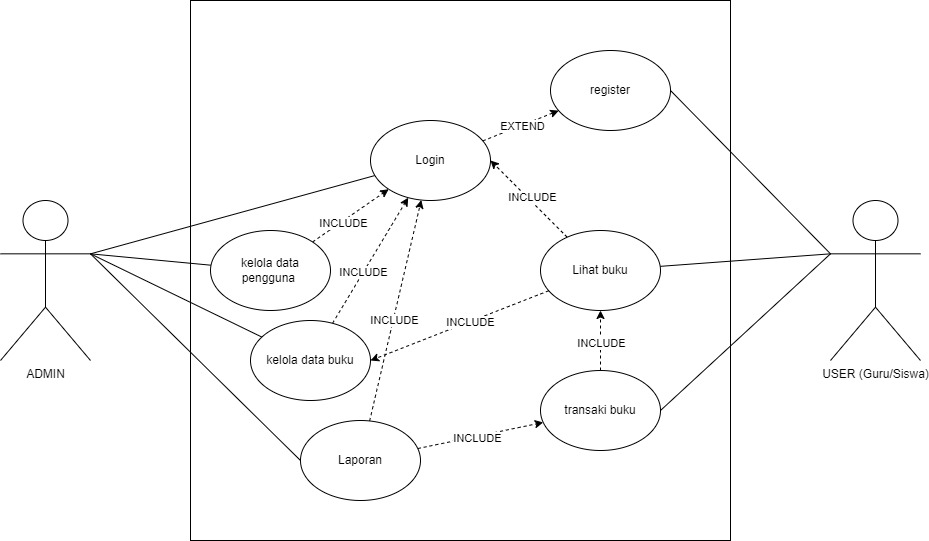 register
EXTEND
Login
INCLUDE
INCLUDE
kelola data
pengguna
INCLUDE
Lihat buku
INCLUDE
INCLUDE
kelola data buku
INCLUDE
ADMIN
USER (Guru/Siswa)
transaki buku
INCLUDE
Laporan